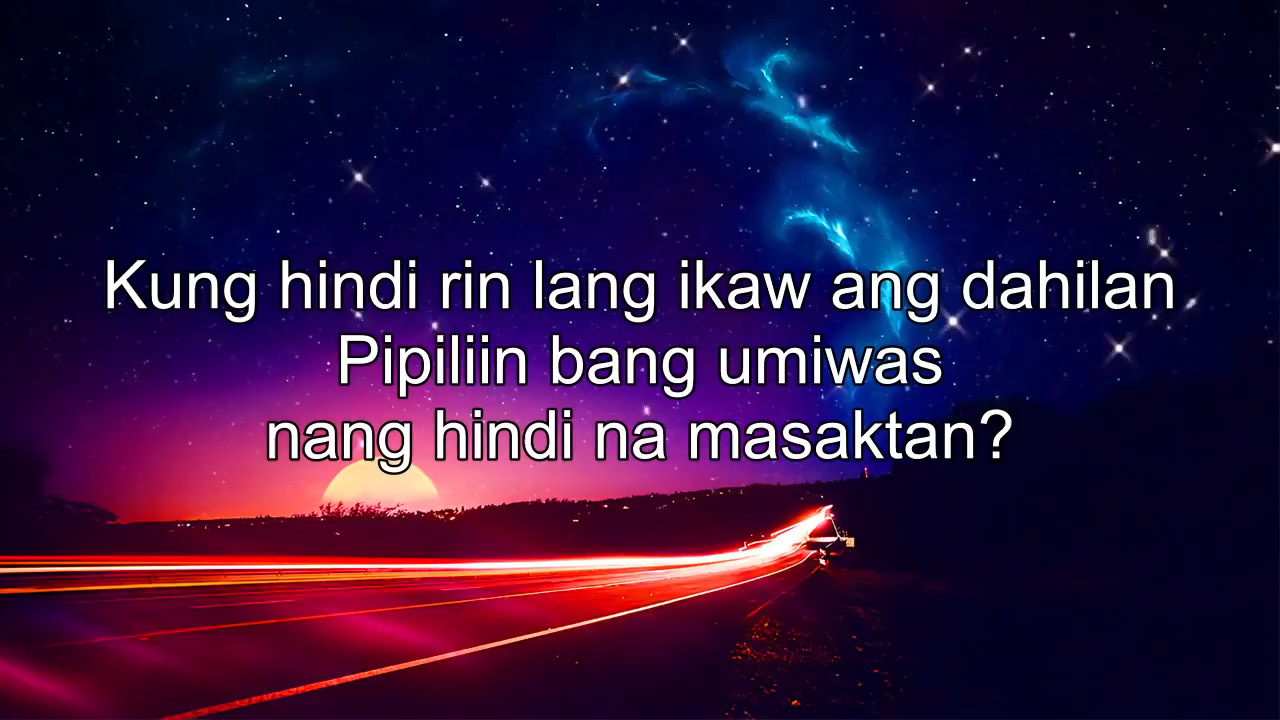 Kung hindi rin lang ikaw ang dahilan
Pipiliin bang umiwas
nang hindi na masaktan?